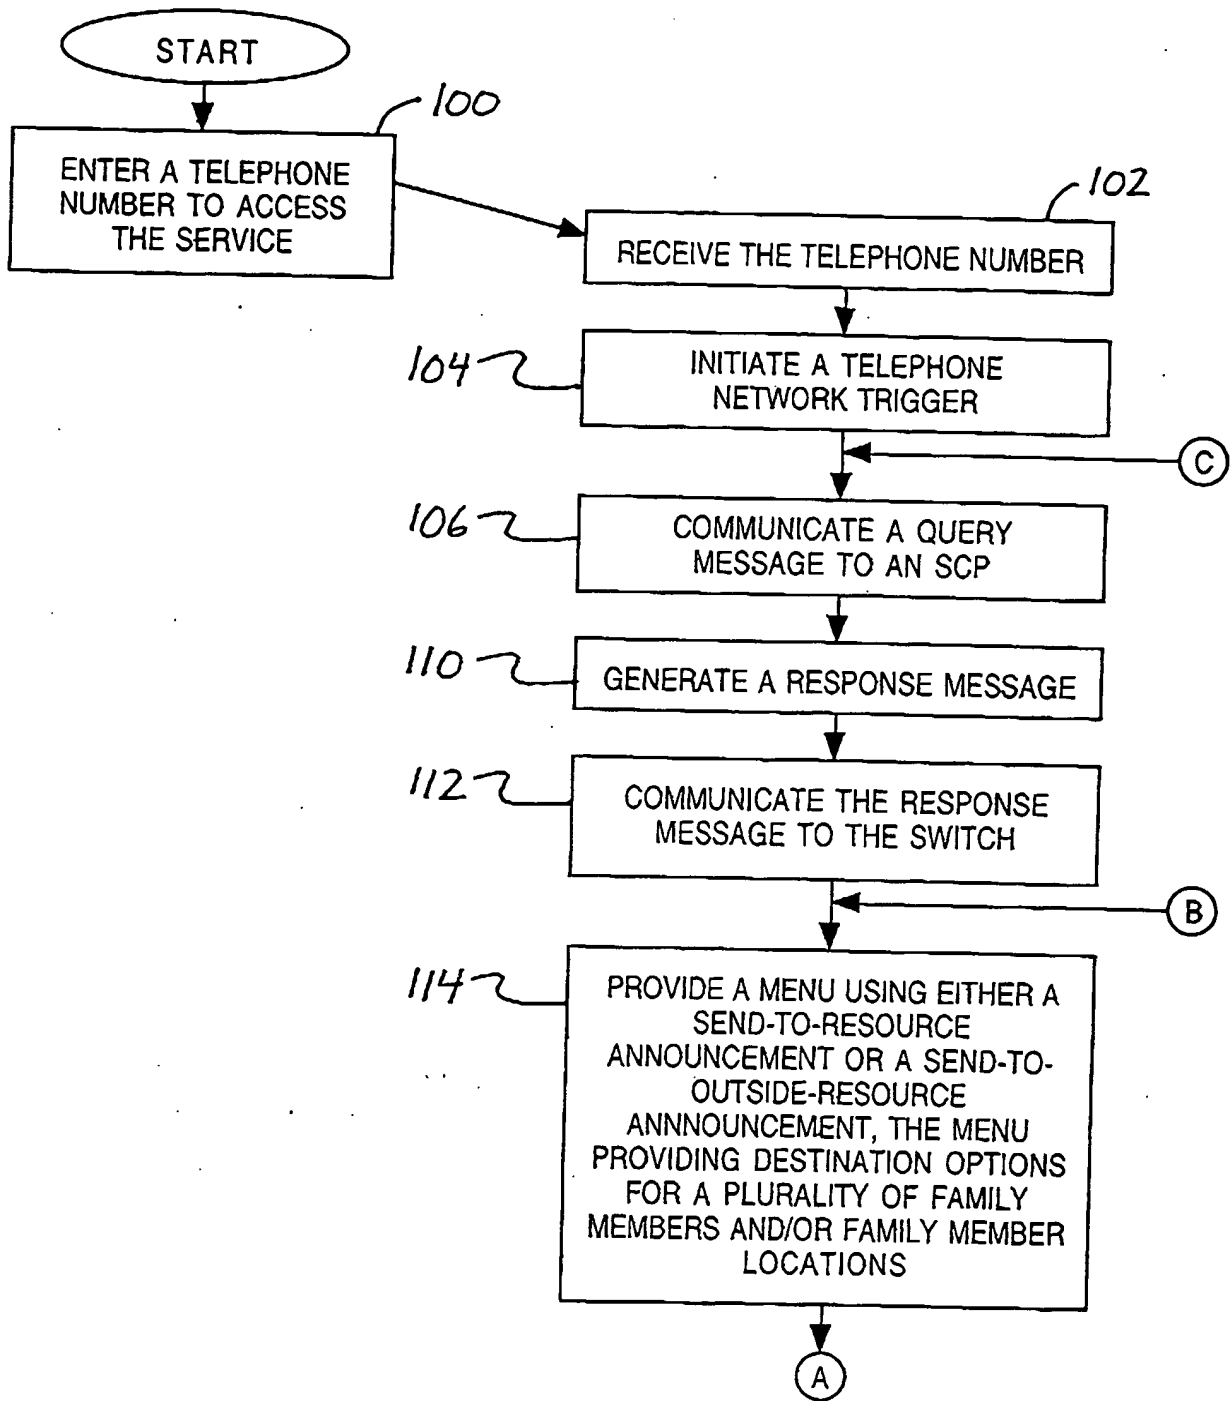 START
100
ENTER A TELEPHONE
NUMBER TO ACCESS
THE SERVICE
102
RECEIVE THE TELEPHONE NUMBER
104
INITIATE A TELEPHONE
NETWORK TRIGGER
C
106
COMMUNICATE A QUERY
MESSAGE TO AN SCP
110
GENERATE A RESPONSE MESSAGE
112
COMMUNICATE THE RESPONSE
MESSAGE TO THE SWITCH
B
114
PROVIDE A MENU USING EITHER A
SEND-TO-RESOURCE
ANNOUNCEMENT OR A SEND-TO-
OUTSIDE-RESOURCE
ANNNOUNCEMENT, THE MENU
PROVIDING DESTINATION OPTIONS
FOR A PLURALITY OF FAMILY
MEMBERS AND/OR FAMILY MEMBER
LOCATIONS
A